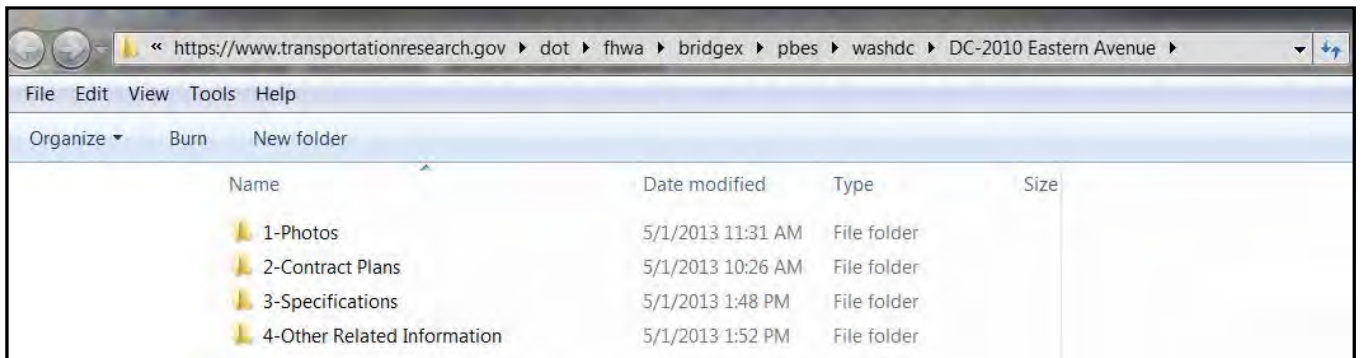 « https://www.transportationresearch.gov ▸ dot ▸ fhwa ▸ bridgex ▸ pbes ▸ washdc ▸ DC-2010 Eastern Avenue ▸
File Edit View Tools Help
Organize ▾ Burn New folder
Name Date modified Type Size
1-Photos 5/1/2013 11:31 AM File folder
2-Contract Plans 5/1/2013 10:26 AM File folder
3-Specifications 5/1/2013 1:48 PM File folder
4-Other Related Information 5/1/2013 1:52 PM File folder